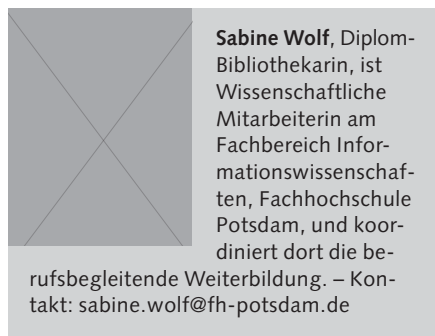 Sabine Wolf, Diplom-
Bibliothekarin, ist
Wissenschaftliche
Mitarbeiterin am
Fachbereich Infor-
mationswissenschaf-
ten, Fachhochschule
Potsdam, und koor-
diniert dort die be-
rufsbegleitende Weiterbildung. – Kon-
takt: sabine.wolf@fh-potsdam.de